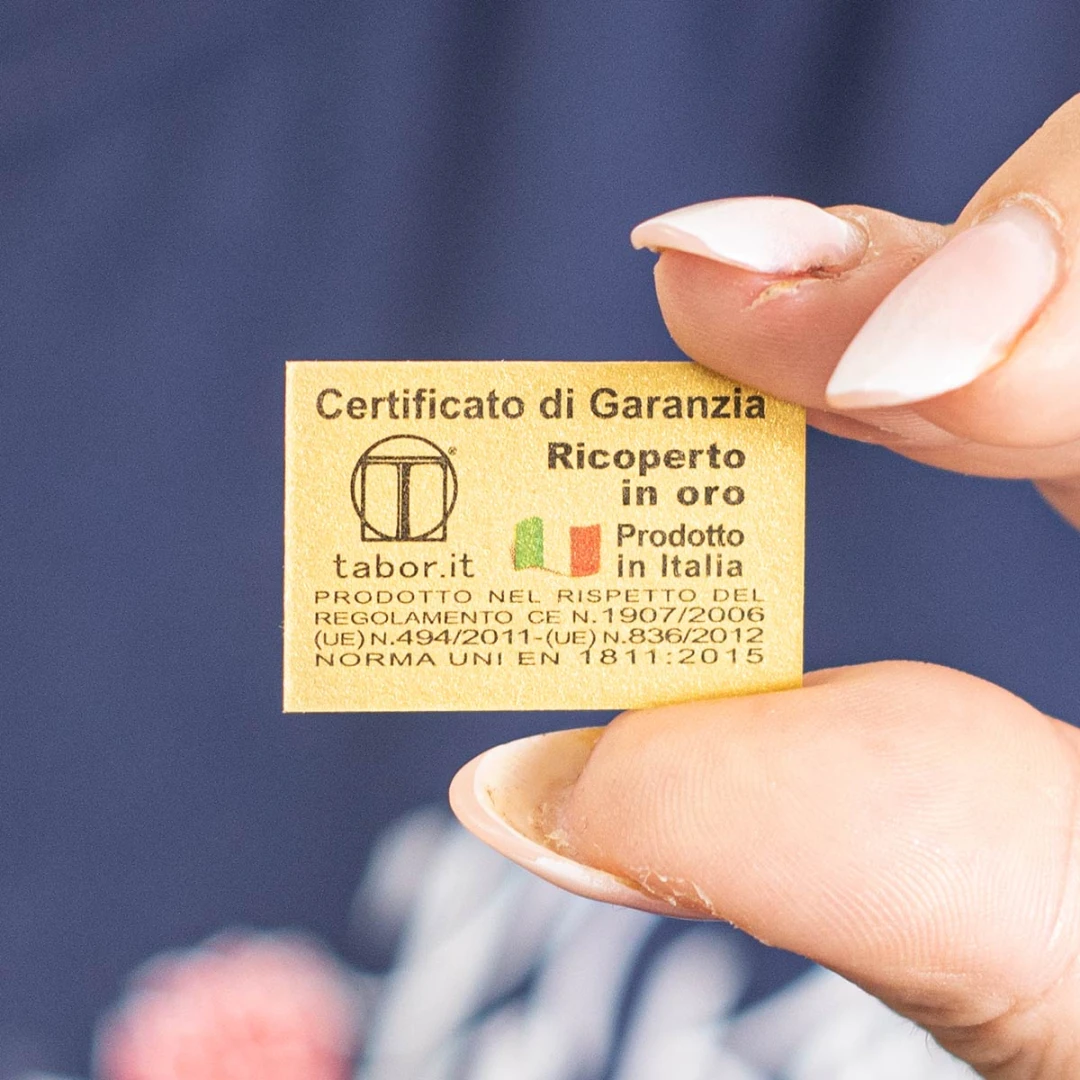 Certificato di Garanzia
T®
tabor.it
Ricoperto
in oro
Prodotto
in Italia
PRODOTTO NEL RISPETTO DEL
REGOLAMENTO CE N.1907/2006
(UE) N.494/2011-(UE) N.836/2012
NORMA UNI EN 1811:2015